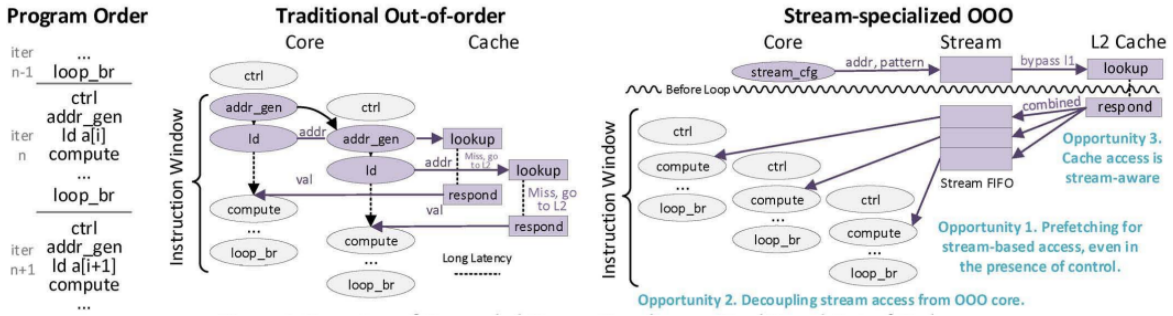 Program Order
iter
n-1
...
loop_br
iter
n
ctrl
addr_gen
ld a[i]
compute
...
loop_br
iter
n+1
ctrl
addr_gen
ld a[i+1]
compute
...
Traditional Out-of-order
Core
Cache
Instruction Window
ctrl
addr_gen
ctrl
ld
addr
addr_gen
lookup
ld
addr
Miss, go
to L2
lookup
val
respond
Miss, go
to L2
compute
val
respond
...
compute
loop_br
...
loop_br
Long Latency
Stream-specialized OOO
Core
Stream
L2 Cache
stream_cfg
addr, pattern
bypass l1
lookup
Before Loop
combined
respond
Instruction Window
ctrl
compute
...
loop_br
ctrl
compute
...
loop_br
ctrl
compute
...
loop_br
Stream FIFO
Opportunity 3.
Cache access is
stream-aware
Opportunity 1. Prefetching for
stream-based access, even in
the presence of control.
Opportunity 2. Decoupling stream access from OOO core.